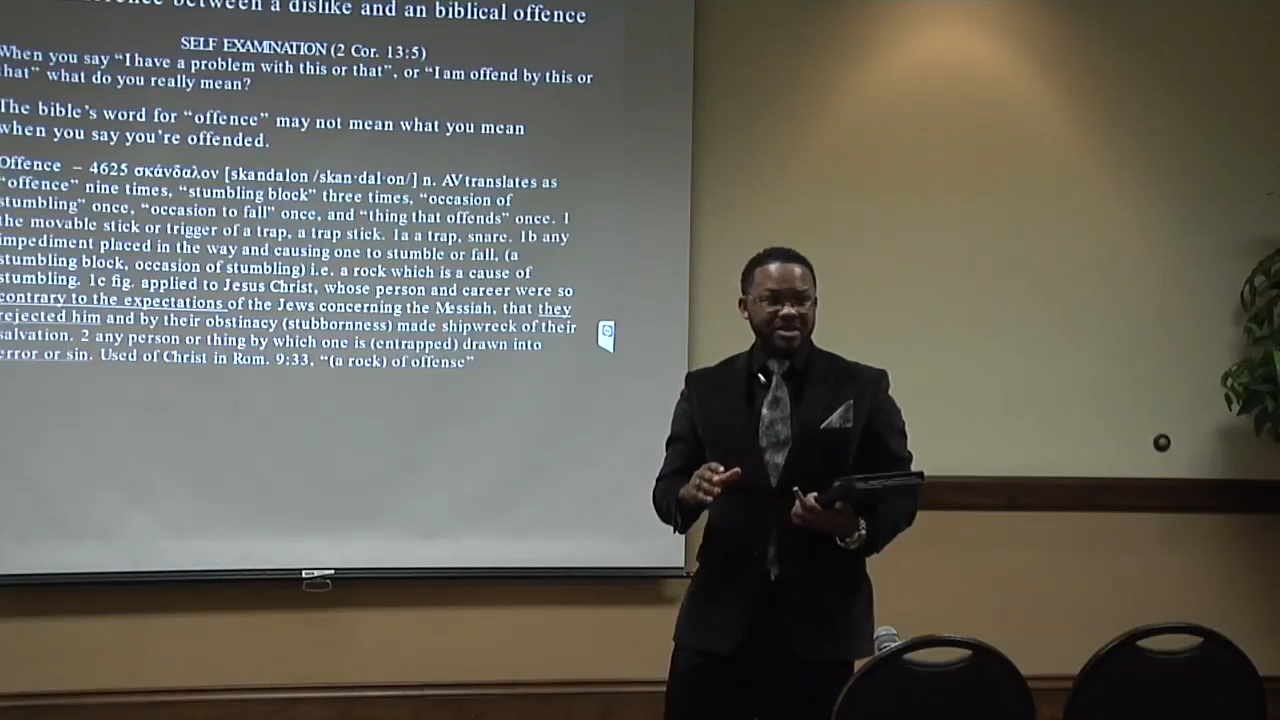 between a dislike and an biblical offence
SELF EXAMINATION (2 Cor. 13:5)
When you say “I have a problem with this or that”, or “I am offend by this or
that” what do you really mean?
The bible’s word for “offence” may not mean what you mean
when you say you’re offended.
Offence – 4625 σκάνδαλον [skandalon /skan·dal·on/] n. AV translates as
“offence” nine times, “stumbling block” three times, “occasion of
stumbling” once, “occasion to fall” once, and “thing that offends” once. 1
the movable stick or trigger of a trap, a trap stick. 1a a trap, snare. 1b any
impediment placed in the way and causing one to stumble or fall, (a
stumbling block, occasion of stumbling) i.e. a rock which is a cause of
stumbling. 1c fig. applied to Jesus Christ, whose person and career were so
contrary to the expectations of the Jews concerning the Messiah, that they
rejected him and by their obstinacy (stubbornness) made shipwreck of their
salvation. 2 any person or thing by which one is (entrapped) drawn into
error or sin. Used of Christ in Rom. 9:33, “(a rock) of offense”